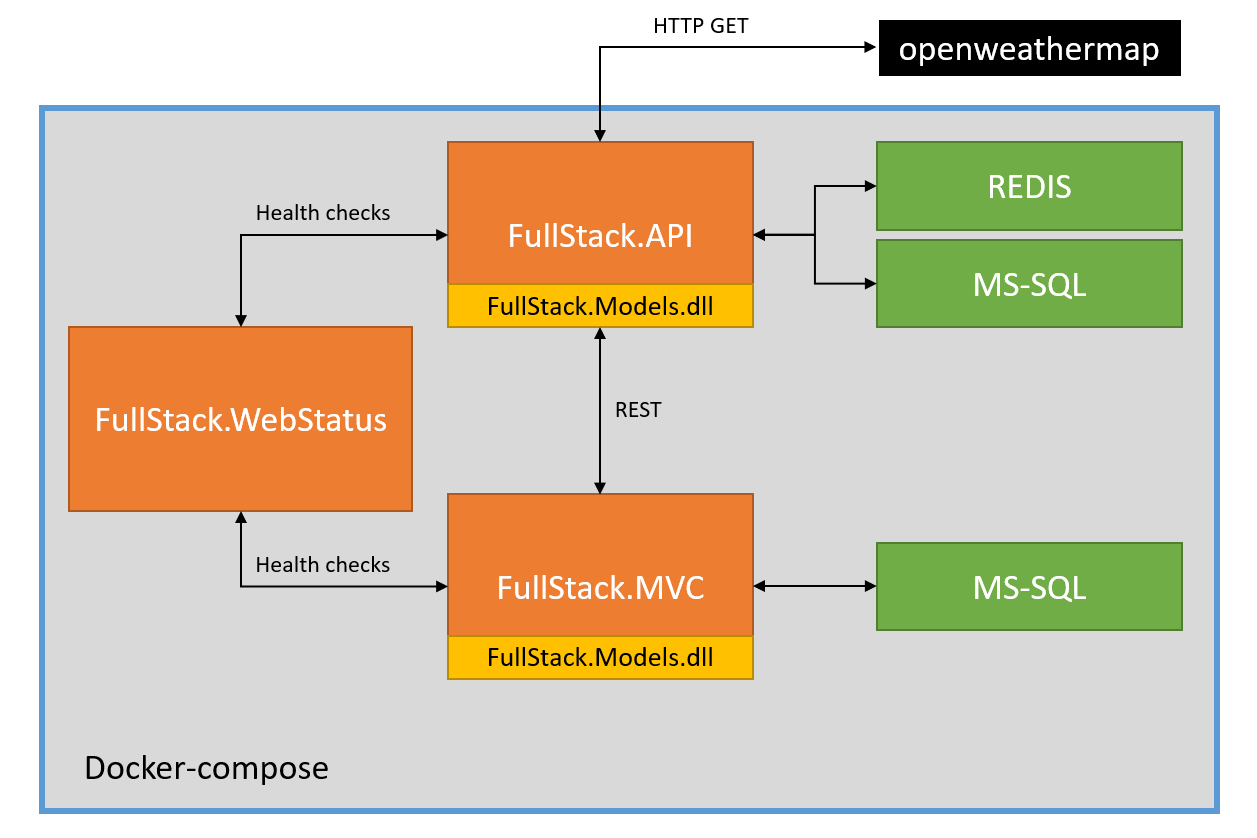 HTTP GET
openweathermap
REDIS
Health checks
FullStack.API
MS-SQL
FullStack.Models.dll
FullStack.WebStatus
REST
Health checks
FullStack.MVC
MS-SQL
FullStack.Models.dll
Docker-compose